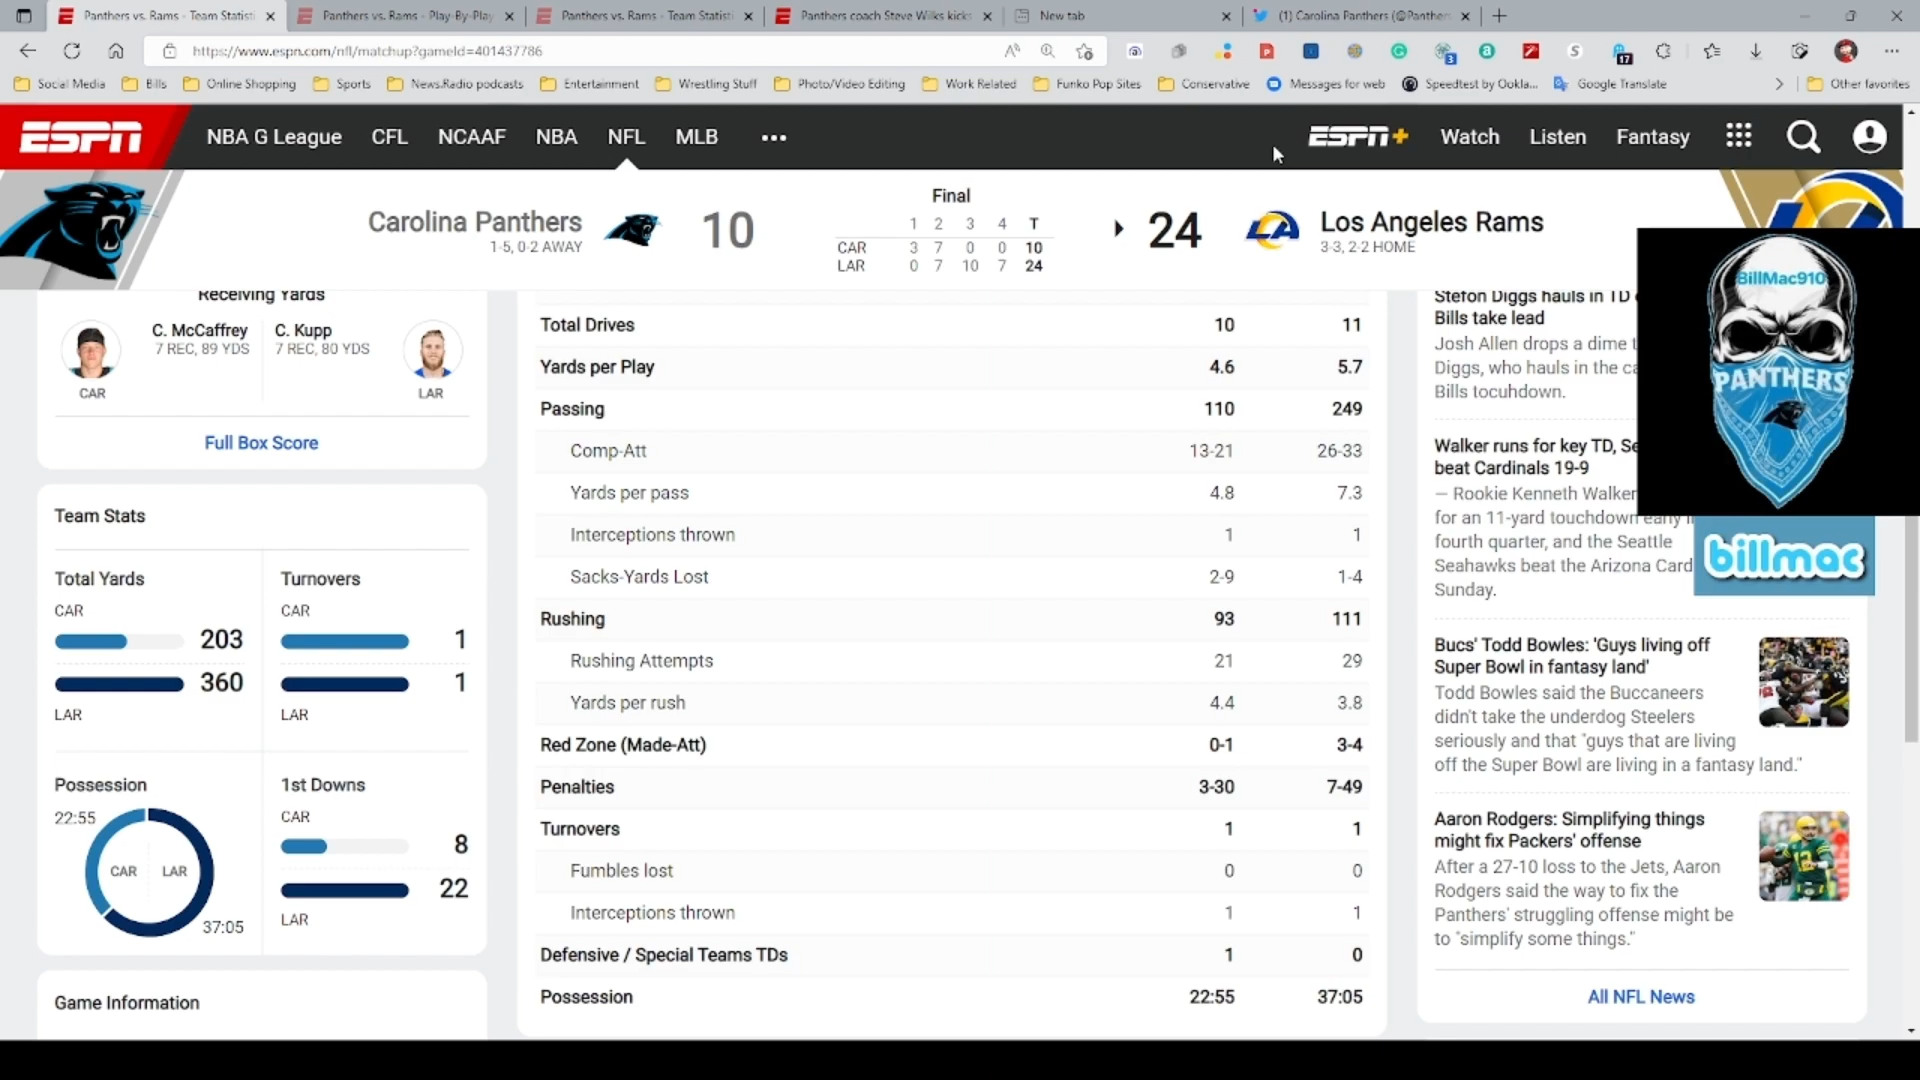 Panthers vs. Rams - Team Statisti
Panthers vs. Rams - Play-By-Play
Panthers vs. Rams - Team Statisti
Panthers coach Steve Wilks kicks
New tab
(1) Carolina Panthers (@Panther
https://www.espn.com/nfl/matchup?gameId=401437786
3
17
Social Media
Bills
Online Shopping
Sports
News.Radio podcasts
Entertainment
Wrestling Stuff
Photo/Video Editing
Work Related
Funko Pop Sites
Conservative
Messages for web
Speedtest by Ookla...
Google Translate
Other favorites
ESPN
NBA G League
CFL
NCAAF
NBA
NFL
MLB
ESPN+
Watch
Listen
Fantasy
Carolina Panthers
1-5, 0-2 AWAY
10
Final
1 2 3 4 T
CAR 3 7 0 0 10
LAR 0 7 10 7 24
24
LA
Los Angeles Rams
3-3, 2-2 HOME
Receiving Yards
C. McCaffrey
7 REC, 89 YDS
CAR
C. Kupp
7 REC, 80 YDS
LAR
Full Box Score
Team Stats
Total Yards
CAR
203
360
LAR
Turnovers
CAR
1
1
LAR
Possession
22:55
CAR
LAR
37:05
1st Downs
CAR
8
22
LAR
Game Information
Total Drives 10 11
Yards per Play 4.6 5.7
Passing 110 249
Comp-Att 13-21 26-33
Yards per pass 4.8 7.3
Interceptions thrown 1 1
Sacks-Yards Lost 2-9 1-4
Rushing 93 111
Rushing Attempts 21 29
Yards per rush 4.4 3.8
Red Zone (Made-Att) 0-1 3-4
Penalties 3-30 7-49
Turnovers 1 1
Fumbles lost 0 0
Interceptions thrown 1 1
Defensive / Special Teams TDs 1 0
Possession 22:55 37:05
Stefon Diggs hauls in TD
Bills take lead
Josh Allen drops a dime t
Diggs, who hauls in the ca
Bills tocuhdown.
Walker runs for key TD, Se
beat Cardinals 19-9
— Rookie Kenneth Walker
for an 11-yard touchdown early i
fourth quarter, and the Seattle
Seahawks beat the Arizona Card
Sunday.
Bucs' Todd Bowles: 'Guys living off
Super Bowl in fantasy land'
Todd Bowles said the Buccaneers
didn't take the underdog Steelers
seriously and that "guys that are living
off the Super Bowl are living in a fantasy land."
Aaron Rodgers: Simplifying things
might fix Packers' offense
After a 27-10 loss to the Jets, Aaron
Rodgers said the way to fix the
Panthers' struggling offense might be
to "simplify some things."
All NFL News
BillMac910
PANTHERS
billmac